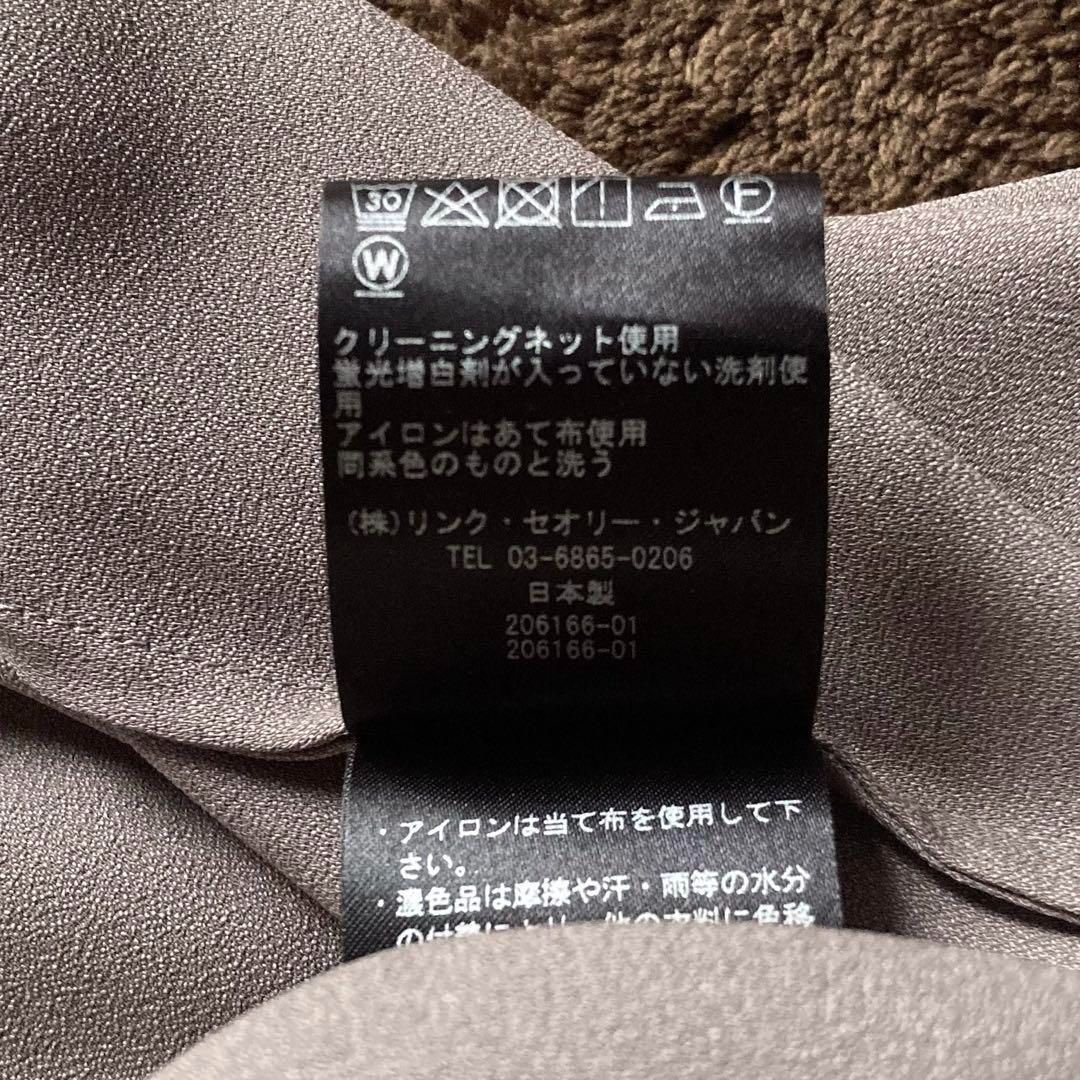 30
F
W
クリーニングネット使用
蛍光増白剤が入っていない洗剤使
用
アイロンはあて布使用
同系色のものと洗う
(株)リンク・セオリー・ジャパン
TEL 03-6865-0206
日本製
206166-01
206166-01
・アイロンは当て布を使用して下
さい。
・濃色品は摩擦や汗・雨等の水分